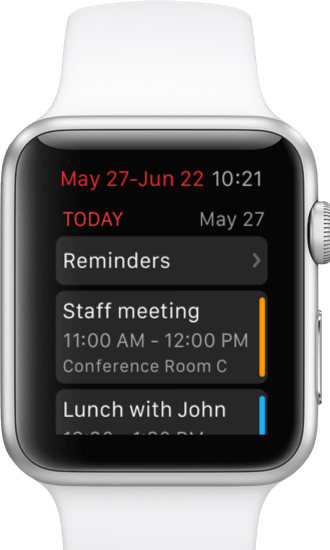 May 27-Jun 22 10:21
TODAY May 27
Reminders
Staff meeting
11:00 AM - 12:00 PM
Conference Room C
Lunch with John